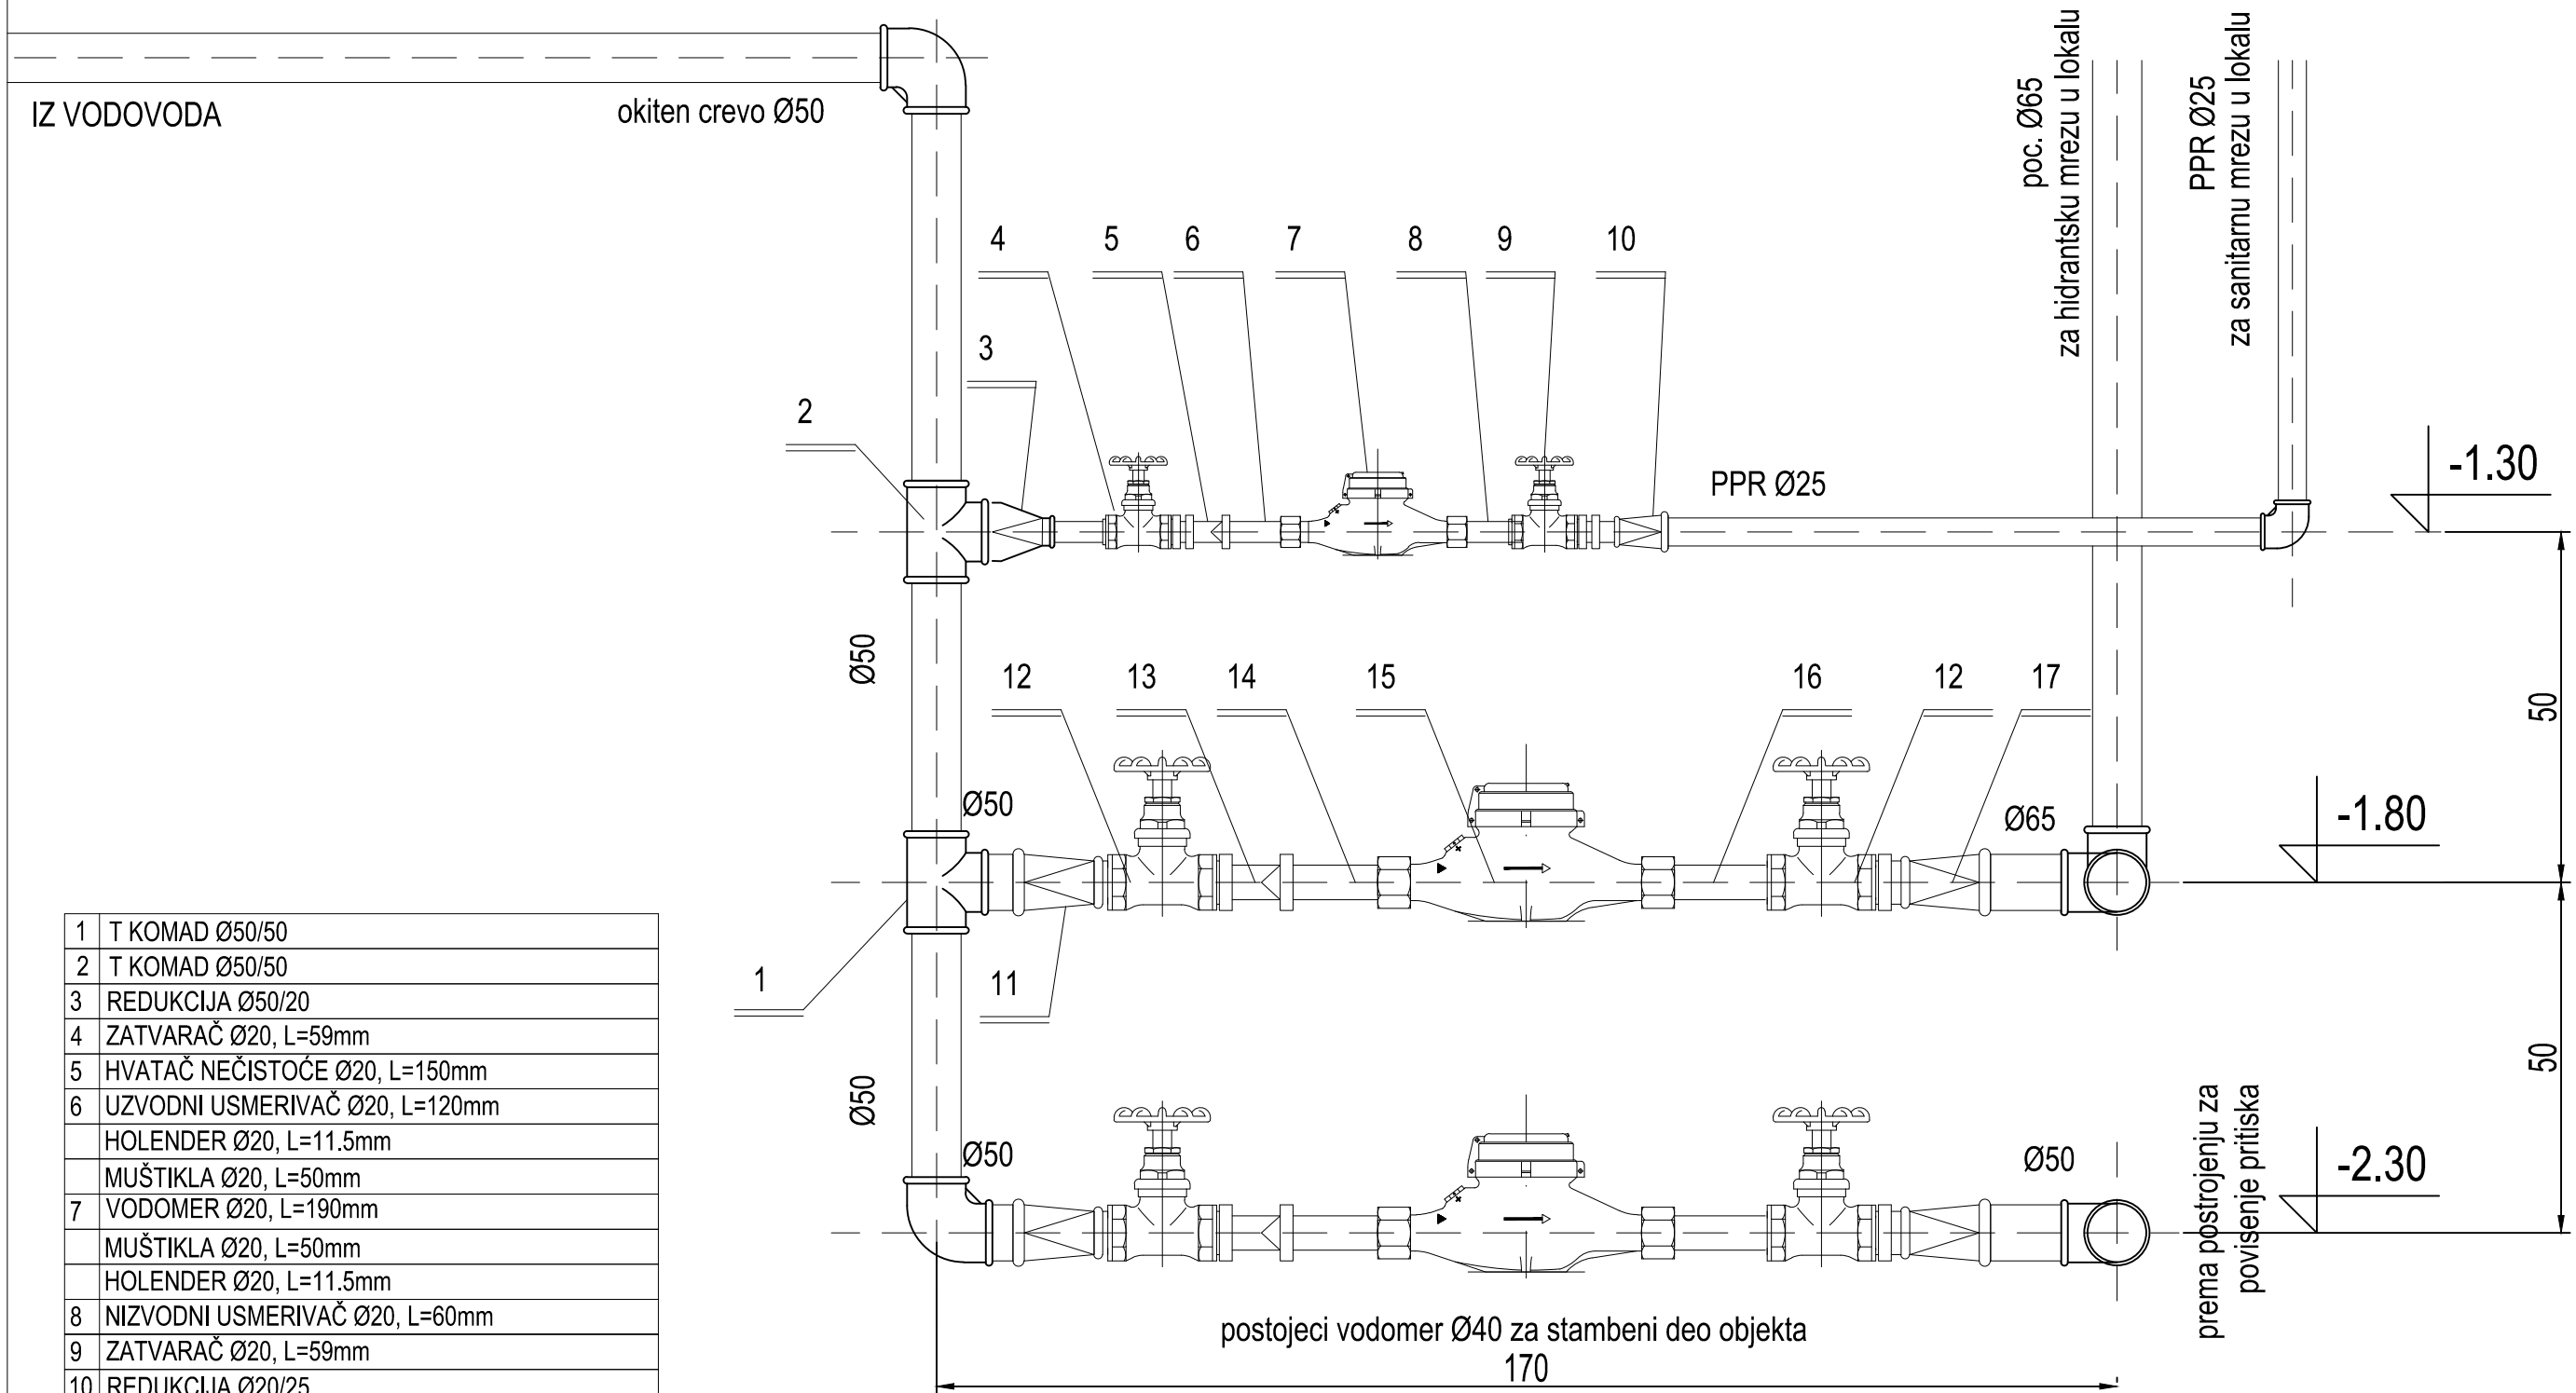 IZ VODOVODA
okiten crevo Ø50
poc. Ø65
za hidrantsku mrezu u lokalu
PPR Ø25
za sanitarnu mrezu u lokalu
4
5
6
7
8
9
10
3
2
PPR Ø25
-1.30
Ø50
50
12
13
14
15
16
12
17
Ø50
Ø65
-1.80
1
11
50
Ø50
Ø50
Ø50
prema postrojenju za
povisenje pritiska
-2.30
postojeci vodomer Ø40 za stambeni deo objekta
170
1 T KOMAD Ø50/50
2 T KOMAD Ø50/50
3 REDUKCIJA Ø50/20
4 ZATVARAČ Ø20, L=59mm
5 HVATAČ NEČISTOĆE Ø20, L=150mm
6 UZVODNI USMERIVAČ Ø20, L=120mm
HOLENDER Ø20, L=11.5mm
MUŠTIKLA Ø20, L=50mm
7 VODOMER Ø20, L=190mm
MUŠTIKLA Ø20, L=50mm
HOLENDER Ø20, L=11.5mm
8 NIZVODNI USMERIVAČ Ø20, L=60mm
9 ZATVARAČ Ø20, L=59mm
10 REDUKCIJA Ø20/25